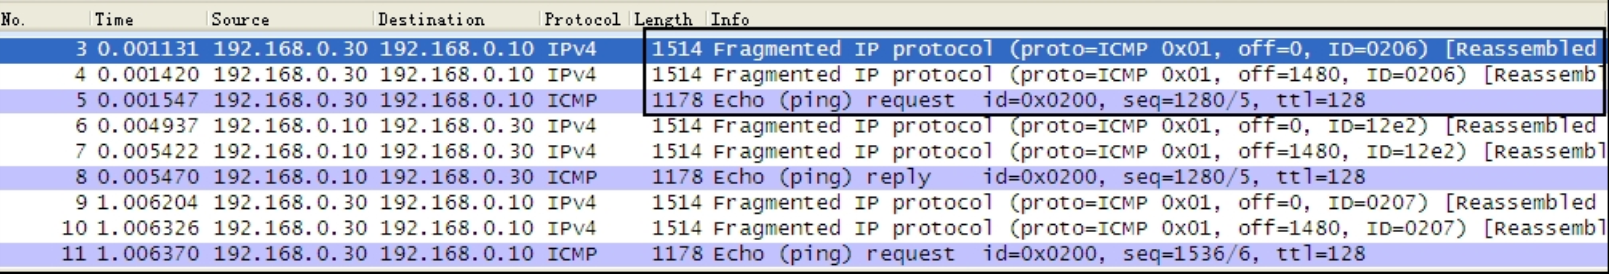 No. Time Source Destination Protocol Length Info
3 0.001131 192.168.0.30 192.168.0.10 IPv4 1514 Fragmented IP protocol (proto=ICMP 0x01, off=0, ID=0206) [Reassembled
4 0.001420 192.168.0.30 192.168.0.10 IPv4 1514 Fragmented IP protocol (proto=ICMP 0x01, off=1480, ID=0206) [Reassembl
5 0.001547 192.168.0.30 192.168.0.10 ICMP 1178 Echo (ping) request id=0x0200, seq=1280/5, ttl=128
6 0.004937 192.168.0.10 192.168.0.30 IPv4 1514 Fragmented IP protocol (proto=ICMP 0x01, off=0, ID=12e2) [Reassembled
7 0.005422 192.168.0.10 192.168.0.30 IPv4 1514 Fragmented IP protocol (proto=ICMP 0x01, off=1480, ID=12e2) [Reassembl
8 0.005470 192.168.0.10 192.168.0.30 ICMP 1178 Echo (ping) reply id=0x0200, seq=1280/5, ttl=128
9 1.006204 192.168.0.30 192.168.0.10 IPv4 1514 Fragmented IP protocol (proto=ICMP 0x01, off=0, ID=0207) [Reassembled
10 1.006326 192.168.0.30 192.168.0.10 IPv4 1514 Fragmented IP protocol (proto=ICMP 0x01, off=1480, ID=0207) [Reassembl
11 1.006370 192.168.0.30 192.168.0.10 ICMP 1178 Echo (ping) request id=0x0200, seq=1536/6, ttl=128